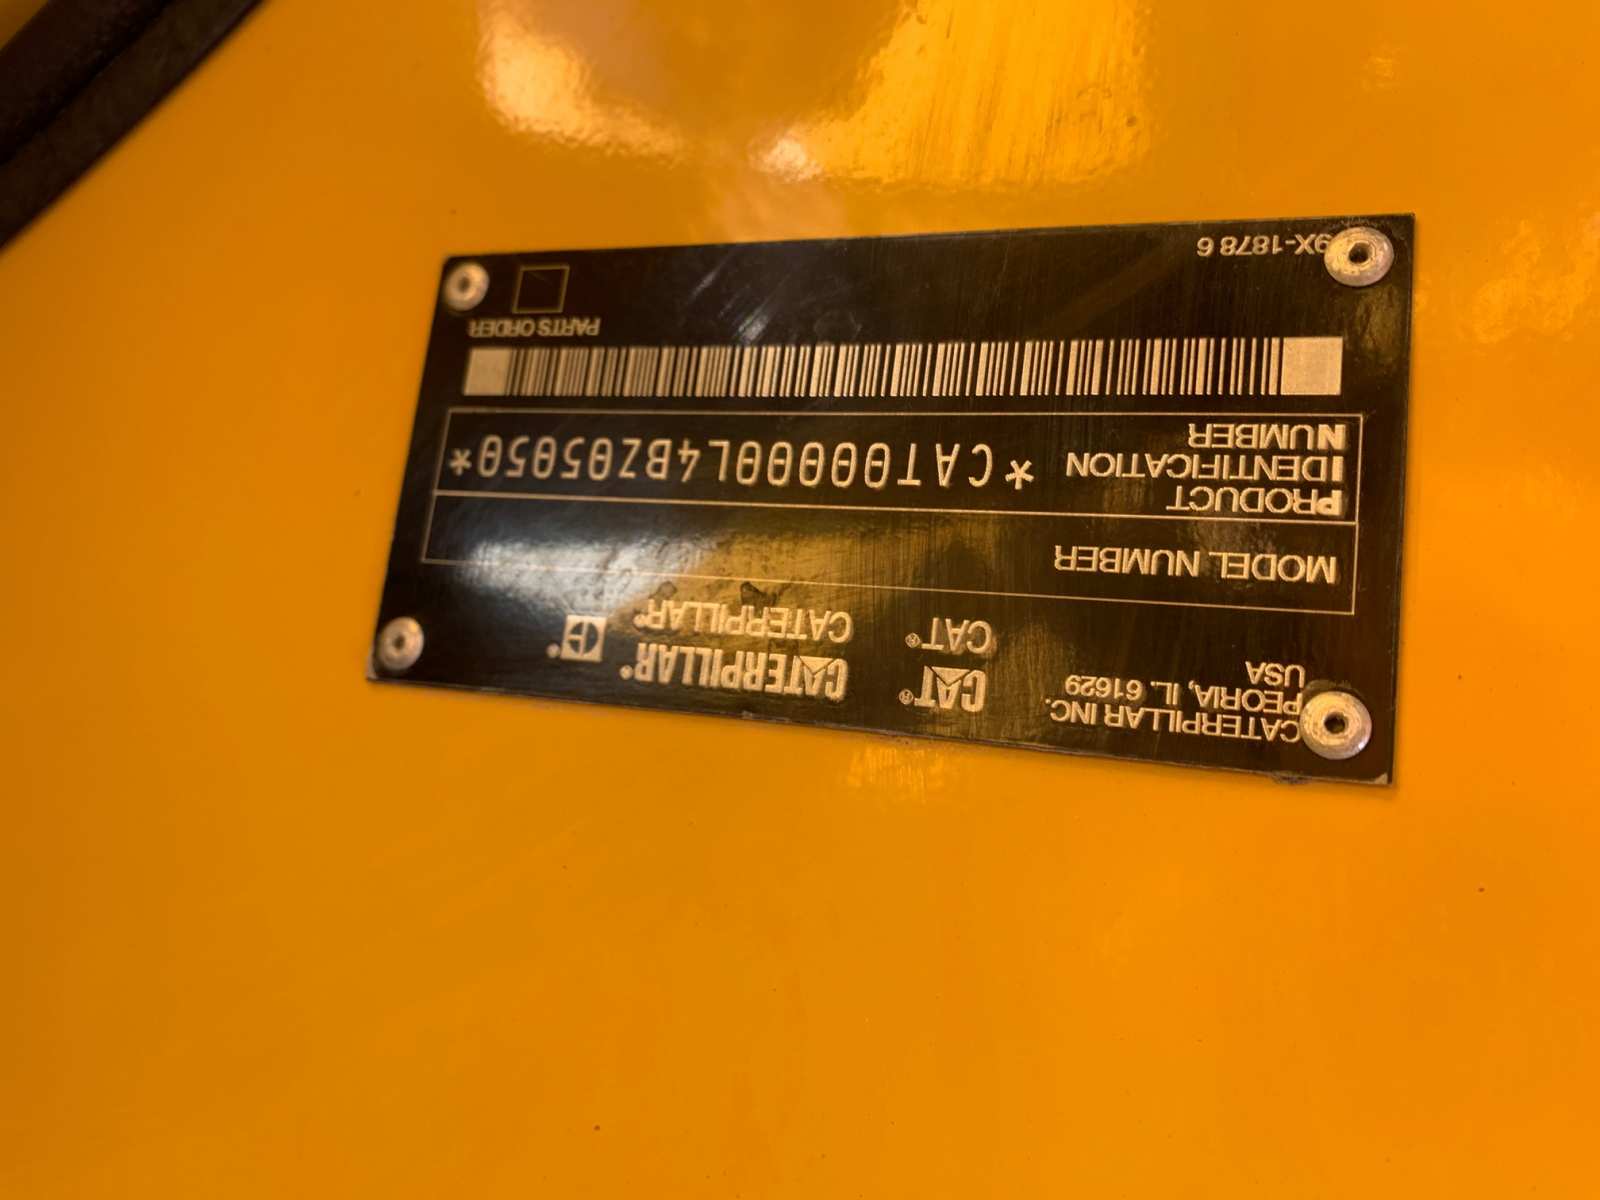 CATERPILLAR INC.
PEORIA, IL. 61629
USA
CAT® CATERPILLAR®
CAT® CATERPILLAR®
MODEL NUMBER
PRODUCT
IDENTIFICATION
NUMBER
*CAT00000L4BZ05050*
PARTS ORDER
9X-1878 6